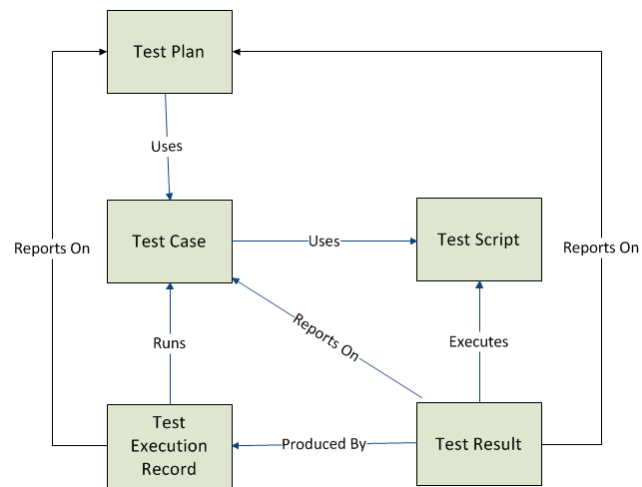 Test Plan
Uses
Test Case
Uses
Test Script
Reports On
Reports On
Reports On
Runs
Executes
Test
Execution
Record
Produced By
Test Result